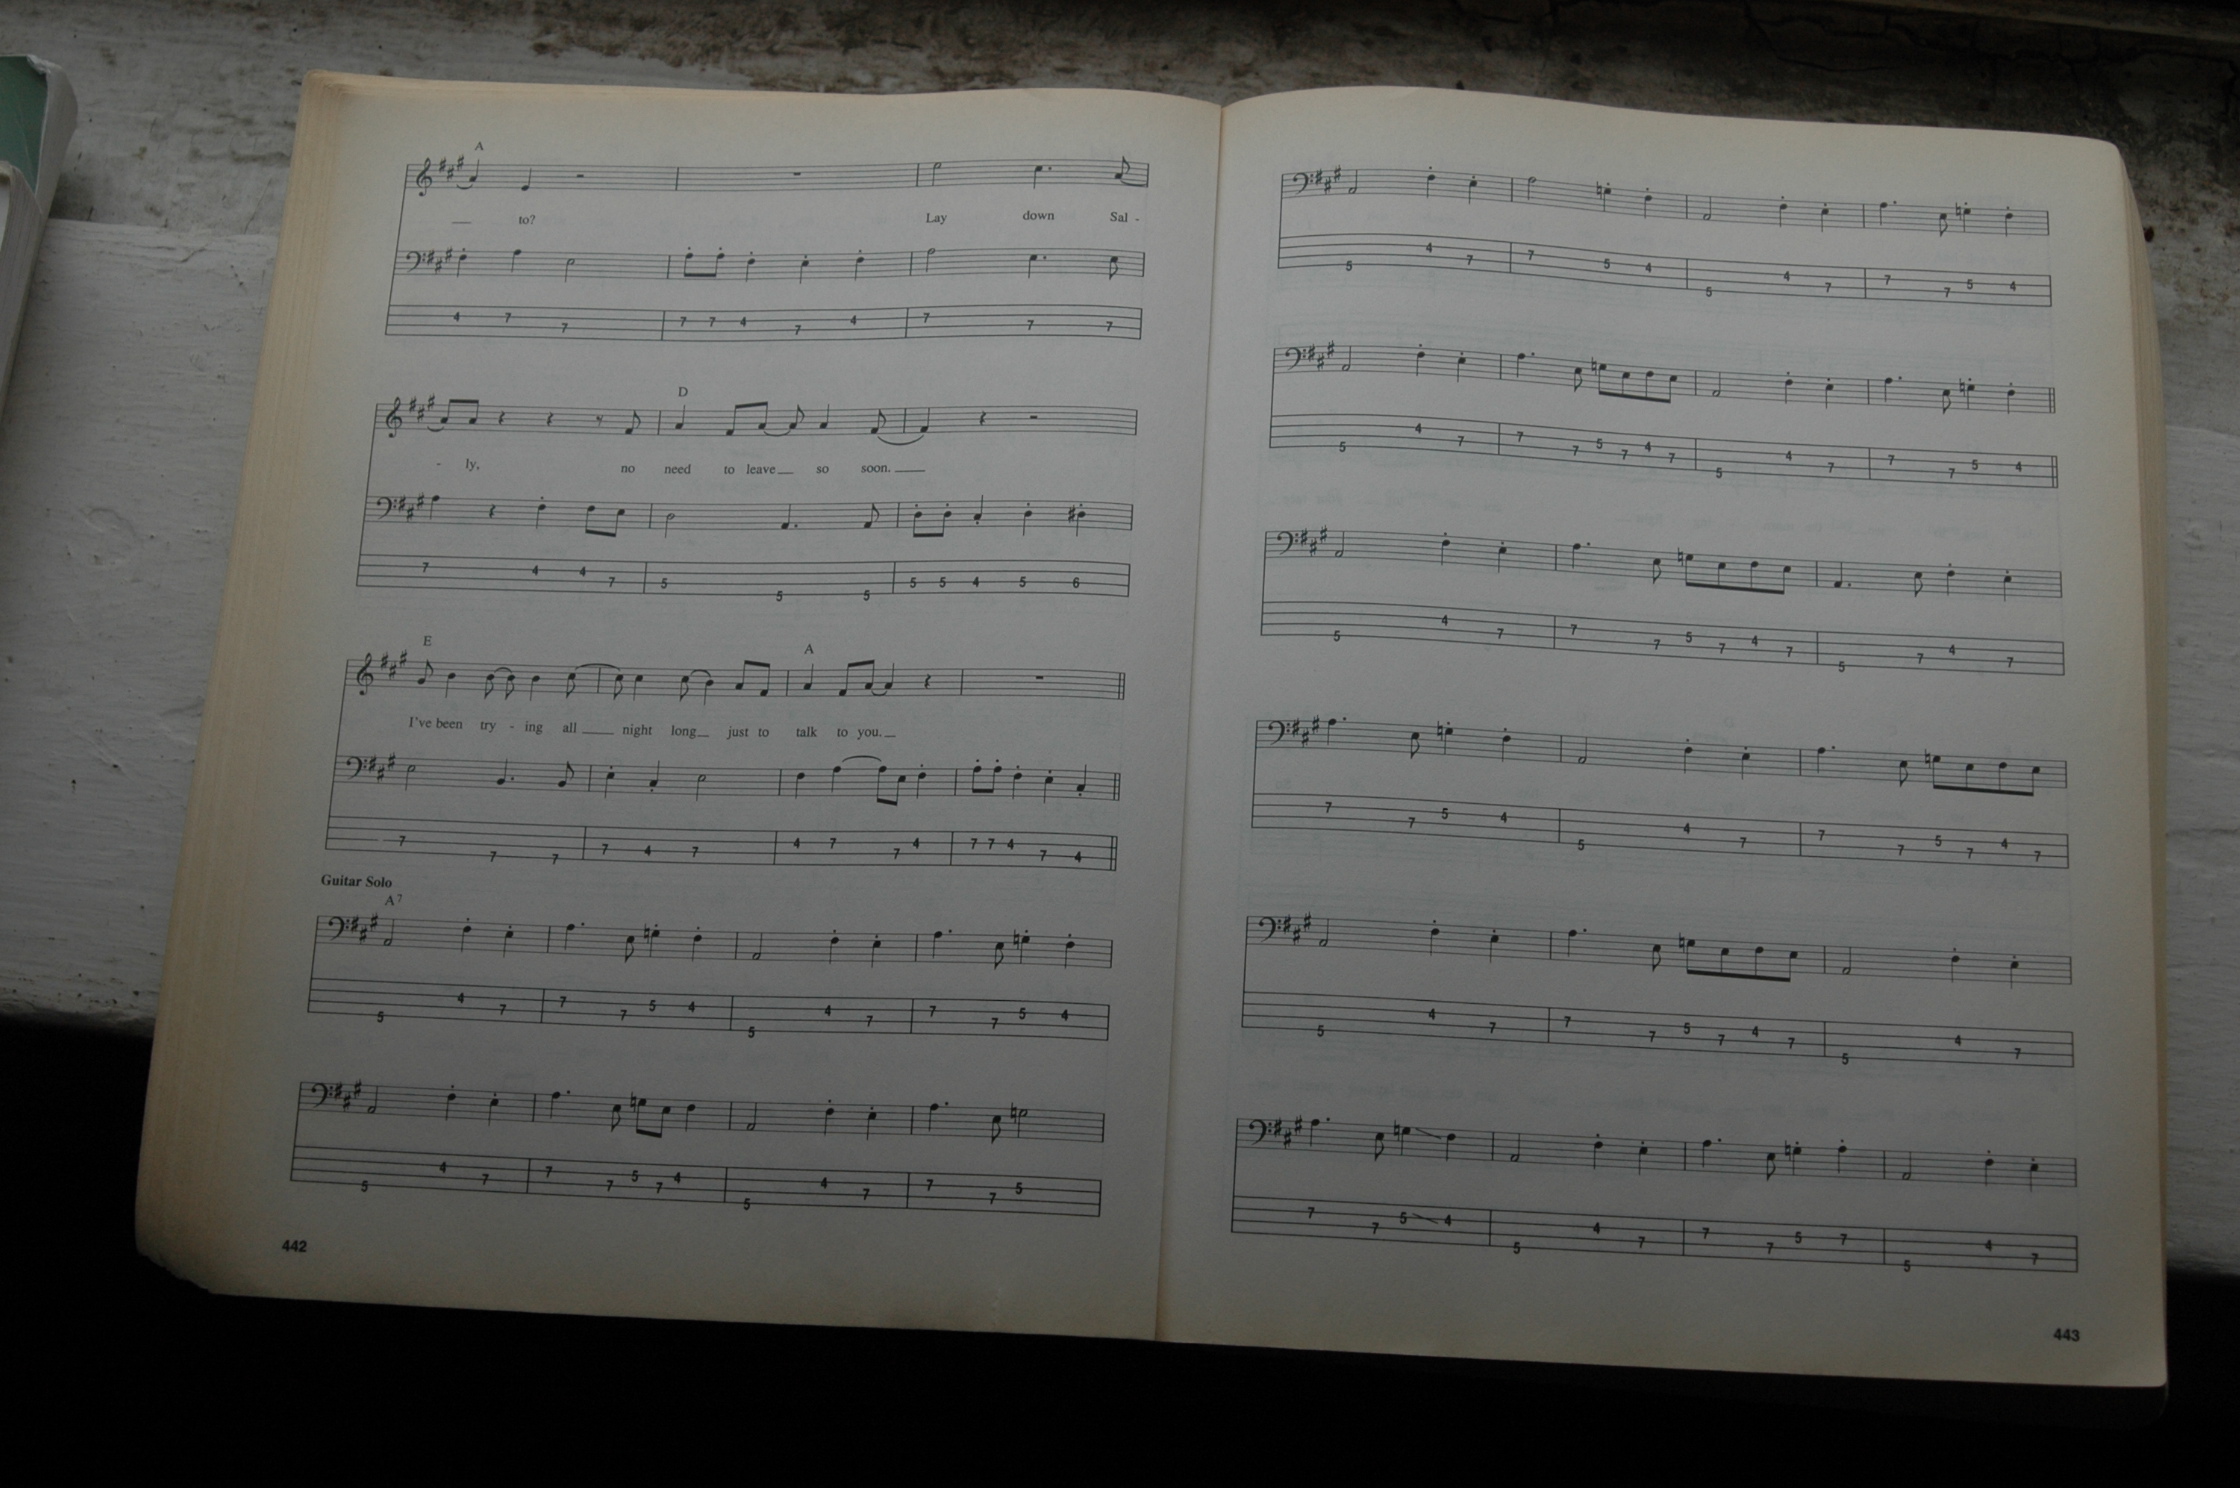 A
to? Lay down Sal -
4 7 7 7 7 4 7 4 7 7 7
D
- ly, no need to leave so soon.
7 4 4 7 5 5 5 5 5 4 5 6
E A
I've been try - ing all night long just to talk to you.
7 7 7 7 4 7 4 7 7 4 7 7 4 7 4
Guitar Solo
A7
5 4 7 7 7 5 4 5 4 7 7 7 5 4
5 4 7 7 7 5 7 4 5 4 7 7 7 5
442
5 4 7 7 5 4 5 4 7 7 7 5 4
5 4 7 7 7 5 7 4 7 5 4 7 7 7 5 4
5 4 7 7 7 5 7 4 7 5 7 4 7
7 7 5 4 5 4 7 7 7 5 7 4 7
5 4 7 7 7 5 7 4 7 5 4 7
7 7 5 4 5 4 7 7 7 5 7 5 4 7
443